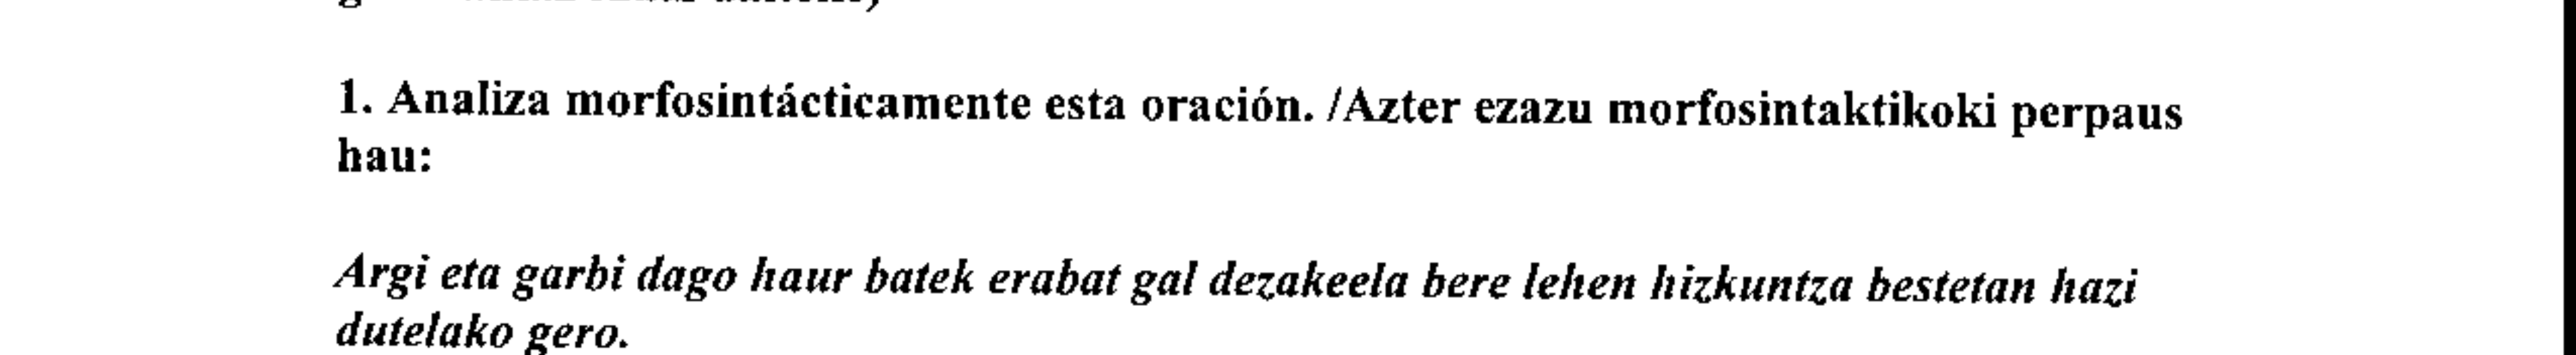 1. Analiza morfosintácticamente esta oración. /Azter ezazu morfosintaktikoki perpaus
hau:
Argi eta garbi dago haur batek erabat gal dezakeela bere lehen hizkuntza bestetan hazi
dutelako gero.